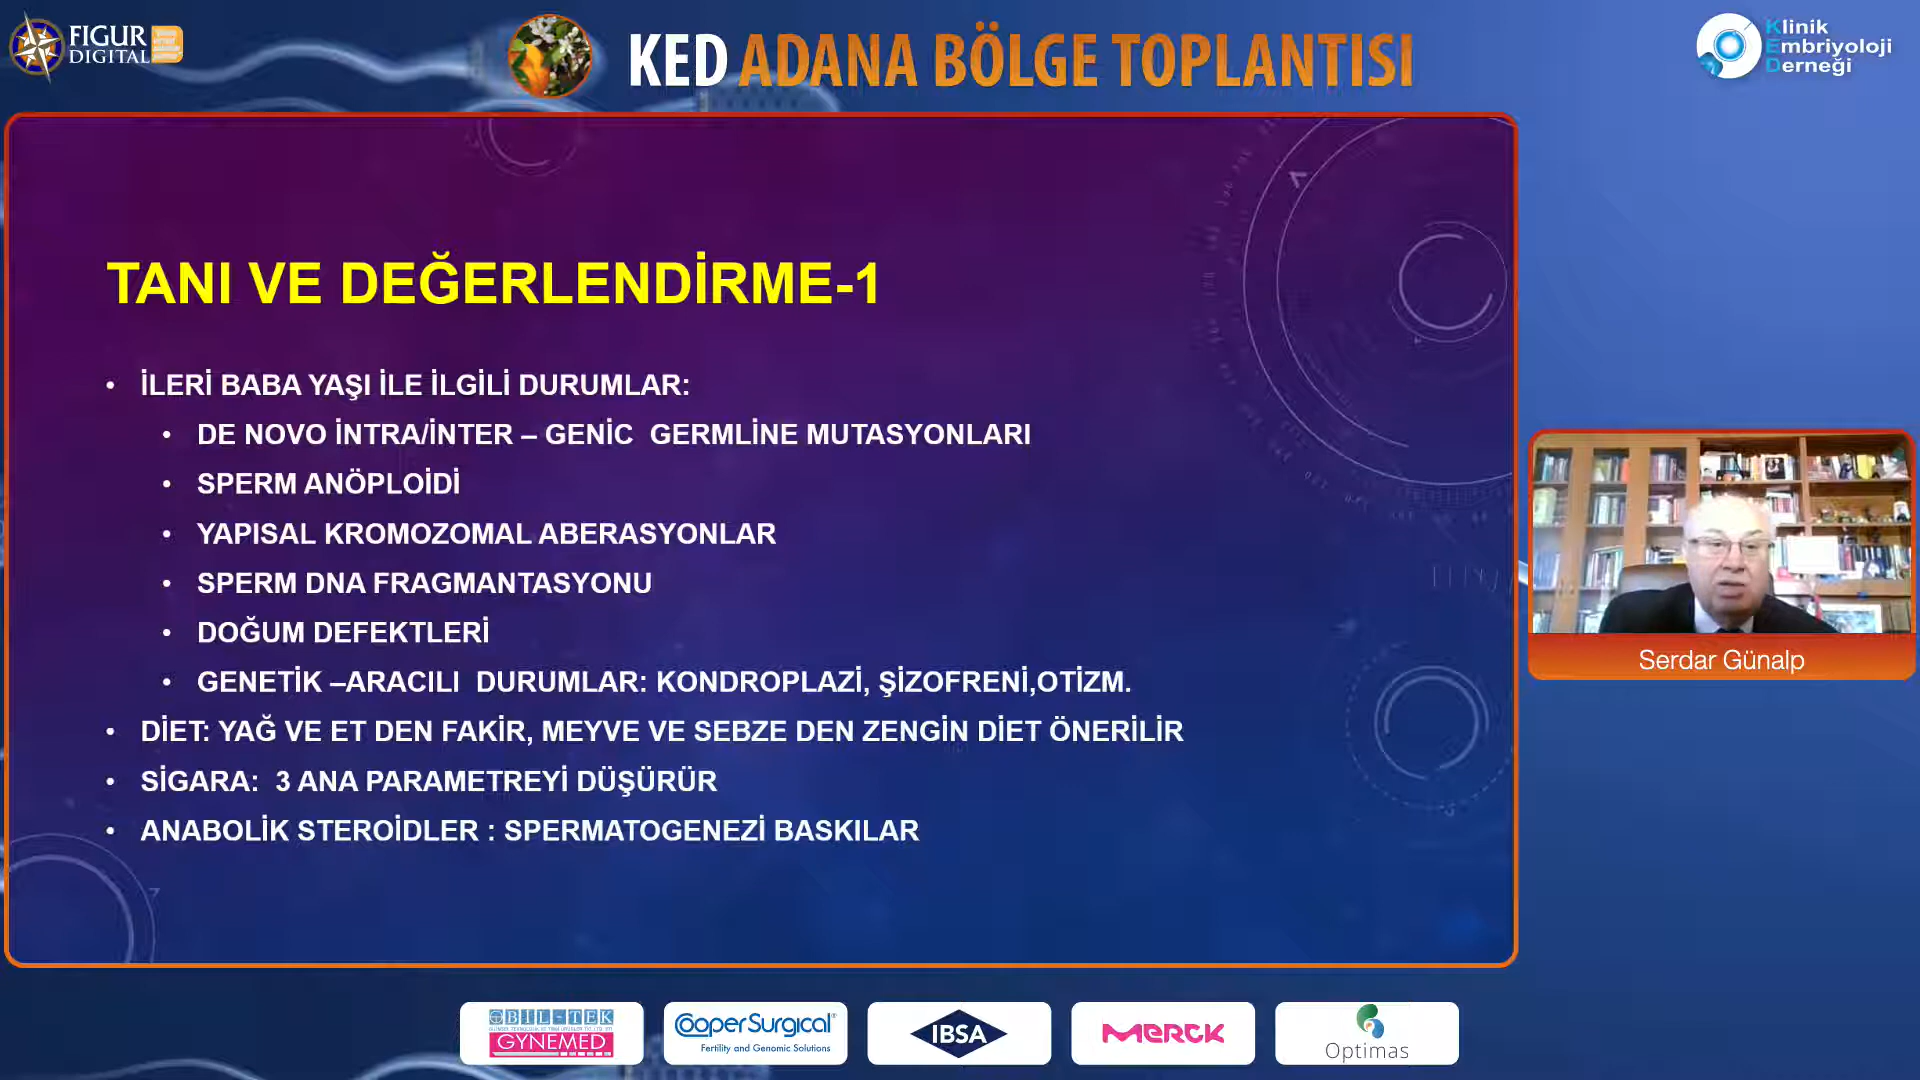 FIGUR
DIGITAL
KED ADANA BÖLGE TOPLANTISI
Klinik
Embriyoloji
Derneği
TANI VE DEĞERLENDİRME-1
• İLERİ BABA YAŞI İLE İLGİLİ DURUMLAR:
• DE NOVO İNTRA/İNTER – GENİC GERMLİNE MUTASYONLARI
• SPERM ANÖPLOİDİ
• YAPISAL KROMOZOMAL ABERASYONLAR
• SPERM DNA FRAGMANTASYONU
• DOĞUM DEFEKTLERİ
• GENETİK –ARACILI DURUMLAR: KONDROPLAZİ, ŞİZOFRENİ,OTİZM.
• DİET: YAĞ VE ET DEN FAKİR, MEYVE VE SEBZE DEN ZENGİN DİET ÖNERİLİR
• SİGARA: 3 ANA PARAMETREYİ DÜŞÜRÜR
• ANABOLİK STEROİDLER : SPERMATOGENEZİ BASKILAR
Serdar Günalp
BIL-TEK
GYNEMED
CooperSurgical®
Fertility and Genomic Solutions
IBSA
MERCK
Optimas